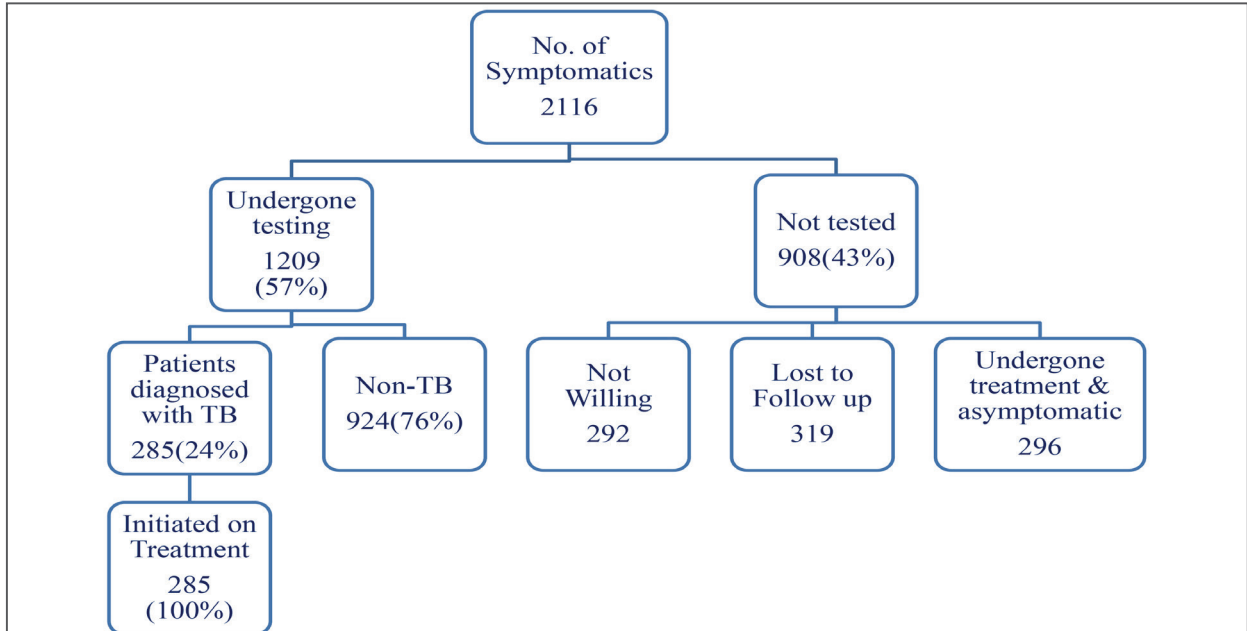 No. of
Symptomatics
2116
Undergone
testing
1209
(57%)
Not tested
908(43%)
Patients
diagnosed
with TB
285(24%)
Non-TB
924(76%)
Not
Willing
292
Lost to
Follow up
319
Undergone
treatment &
asymptomatic
296
Initiated on
Treatment
285
(100%)